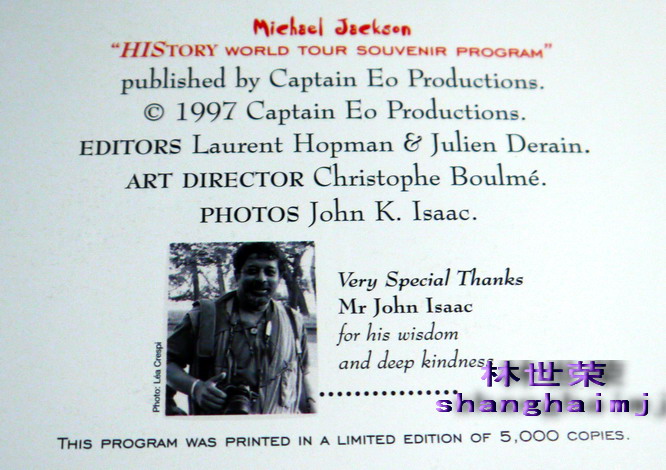 Michael Jackson
"HISTORY WORLD TOUR SOUVENIR PROGRAM"
published by Captain Eo Productions.
© 1997 Captain Eo Productions.
EDITORS Laurent Hopman & Julien Derain.
ART DIRECTOR Christophe Boulmé.
PHOTOS John K. Isaac.
Photo: Léa Crespi
Very Special Thanks
Mr John Isaac
for his wisdom
and deep kindness
林世荣
shanghaimj
THIS PROGRAM WAS PRINTED IN A LIMITED EDITION OF 5,000 COPIES.